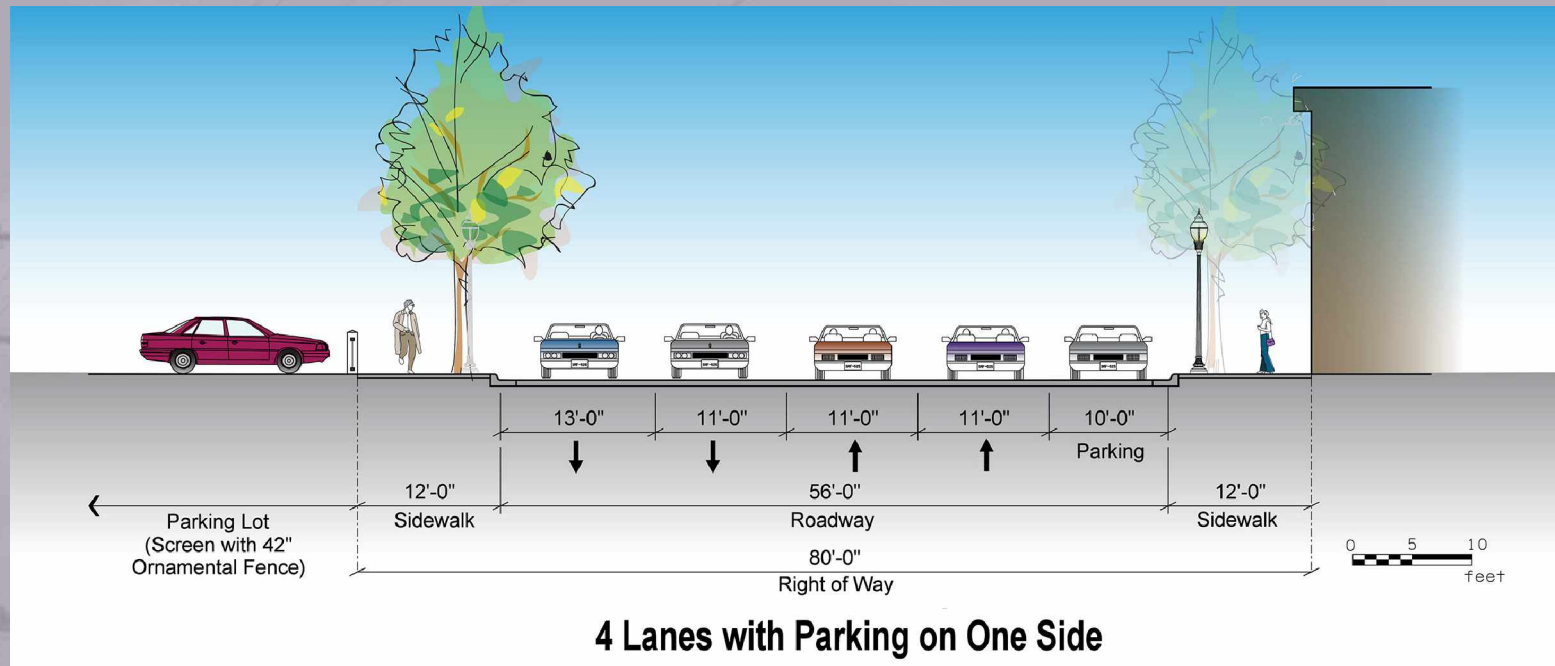 13'-0"
11'-0"
11'-0"
11'-0"
10'-0"
Parking
12'-0"
56'-0"
12'-0"
Sidewalk
Roadway
Sidewalk
Parking Lot
(Screen with 42"
Ornamental Fence)
80'-0"
Right of Way
0 5 10
feet
4 Lanes with Parking on One Side